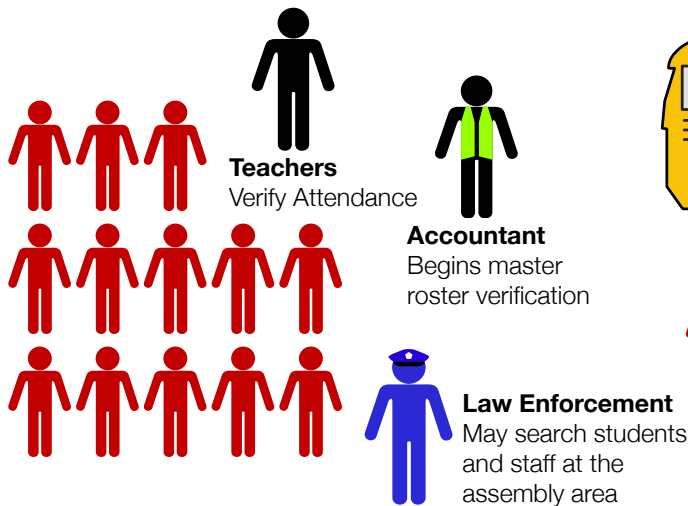 Teachers
Verify Attendance
Accountant
Begins master
roster verification
Law Enforcement
May search students
and staff at the
assembly area